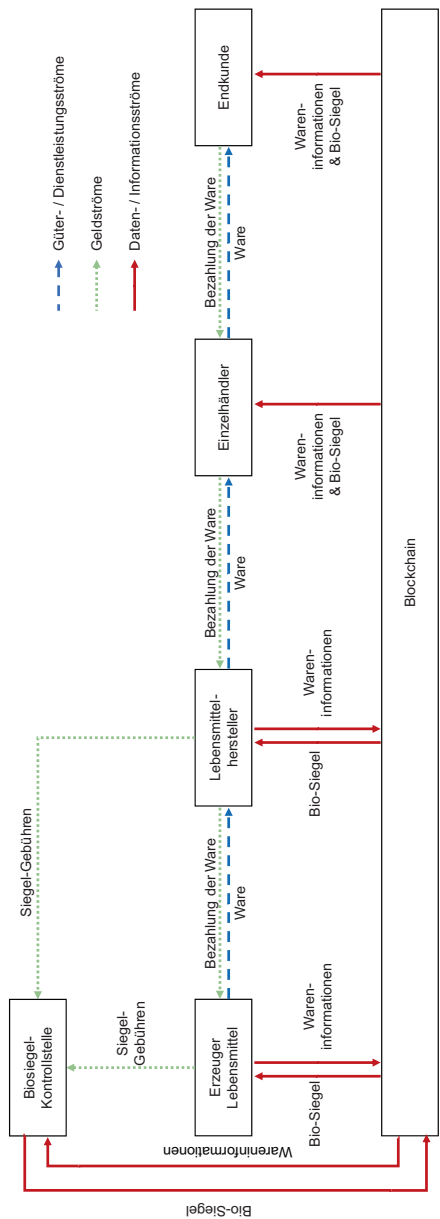 Güter- / Dienstleistungsströme
Geldströme
Daten- / Informationsströme
Biosiegel-
Kontrollstelle
Siegel-Gebühren
Siegel-
Gebühren
Erzeuger
Lebensmittel
Bezahlung der Ware
Ware
Lebensmittel-
hersteller
Bezahlung der Ware
Ware
Einzelhändler
Bezahlung der Ware
Ware
Endkunde
Bio-Siegel
Wareninformationen
Bio-Siegel
Waren-
informationen
Bio-Siegel
Waren-
informationen
Waren-
informationen
& Bio-Siegel
Waren-
informationen
& Bio-Siegel
Blockchain